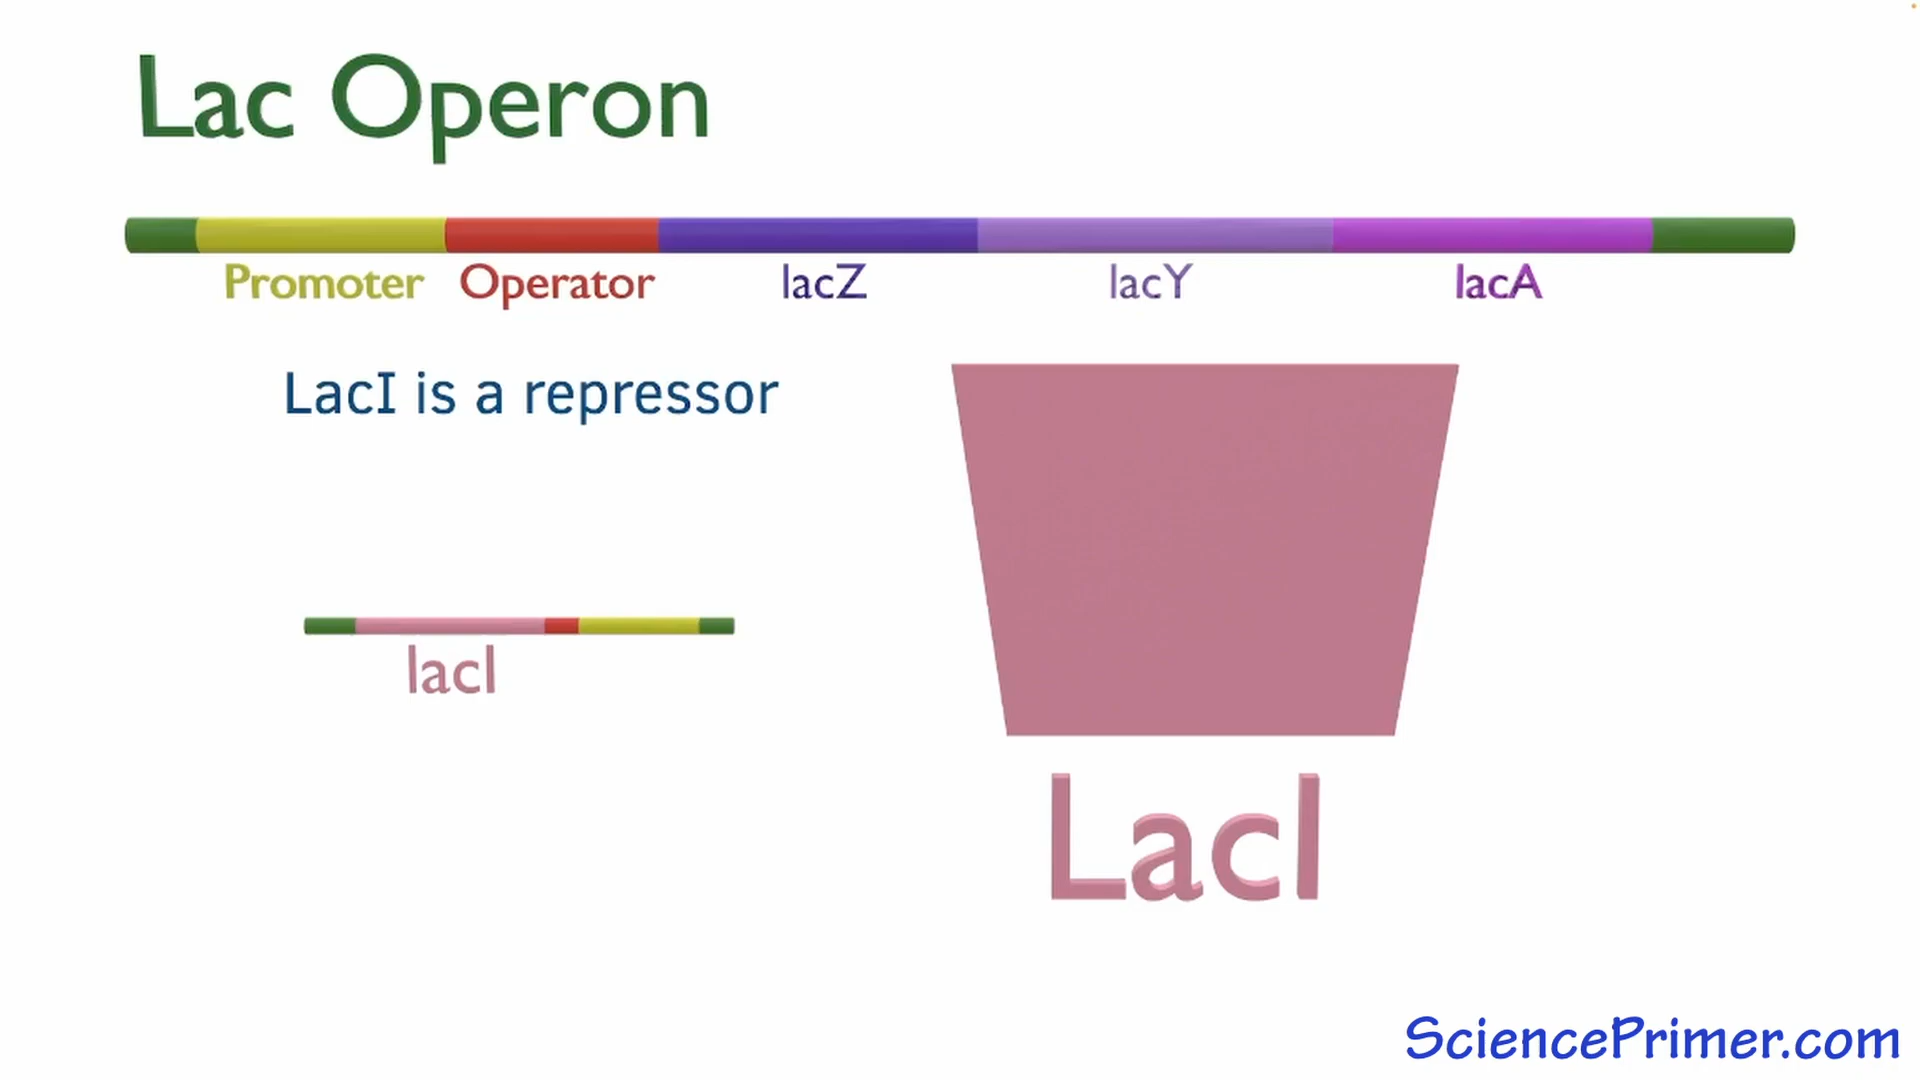 Lac Operon
Promoter Operator lacZ lacY lacA
LacI is a repressor
lacI
LacI
SciencePrimer.com